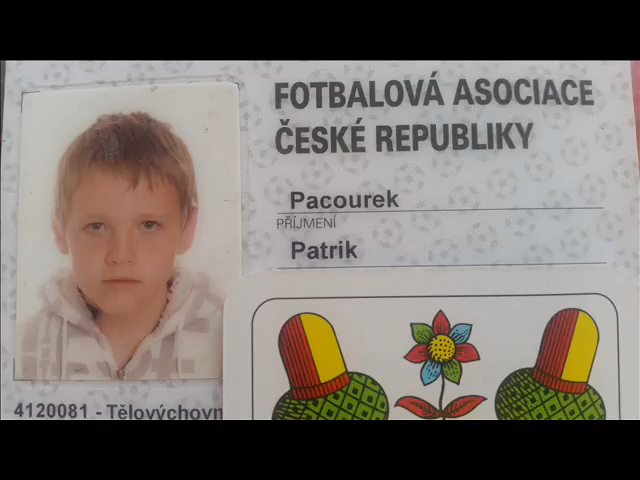 FOTBALOVÁ ASOCIACE
ČESKÉ REPUBLIKY
Pacourek
PŘÍJMENÍ
Patrik
4120081 - Tělovýchovn